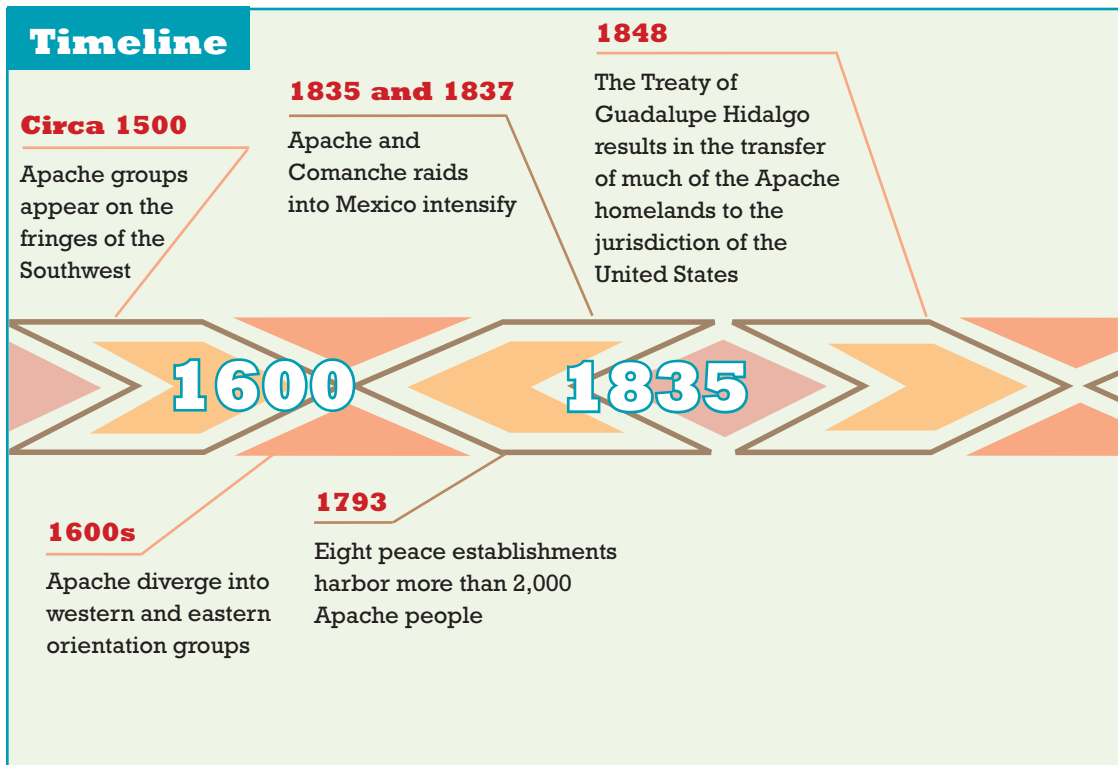 Timeline
Circa 1500
Apache groups
appear on the
fringes of the
Southwest
1835 and 1837
Apache and
Comanche raids
into Mexico intensify
1848
The Treaty of
Guadalupe Hidalgo
results in the transfer
of much of the Apache
homelands to the
jurisdiction of the
United States
1600
1835
1600s
Apache diverge into
western and eastern
orientation groups
1793
Eight peace establishments
harbor more than 2,000
Apache people